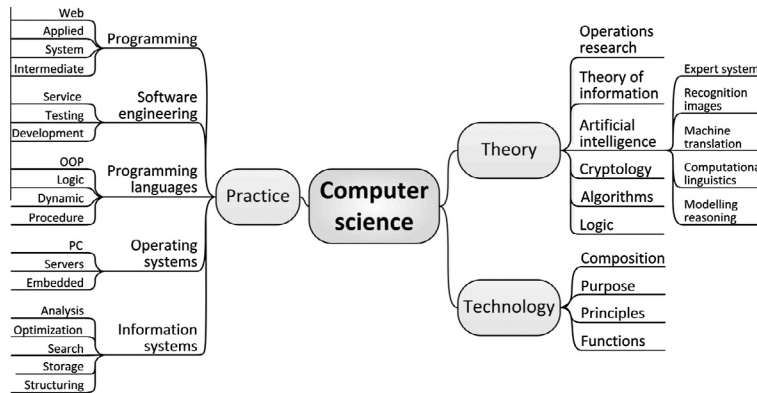 Web
Applied
System
Intermediate
Programming
Service
Testing
Development
Software
engineering
OOP
Logic
Dynamic
Procedure
Programming
languages
PC
Servers
Embedded
Operating
systems
Analysis
Optimization
Search
Storage
Structuring
Information
systems
Practice
Computer
science
Theory
Operations
research
Theory of
information
Artificial
intelligence
Cryptology
Algorithms
Logic
Expert system
Recognition
images
Machine
translation
Computational
linguistics
Modelling
reasoning
Technology
Composition
Purpose
Principles
Functions